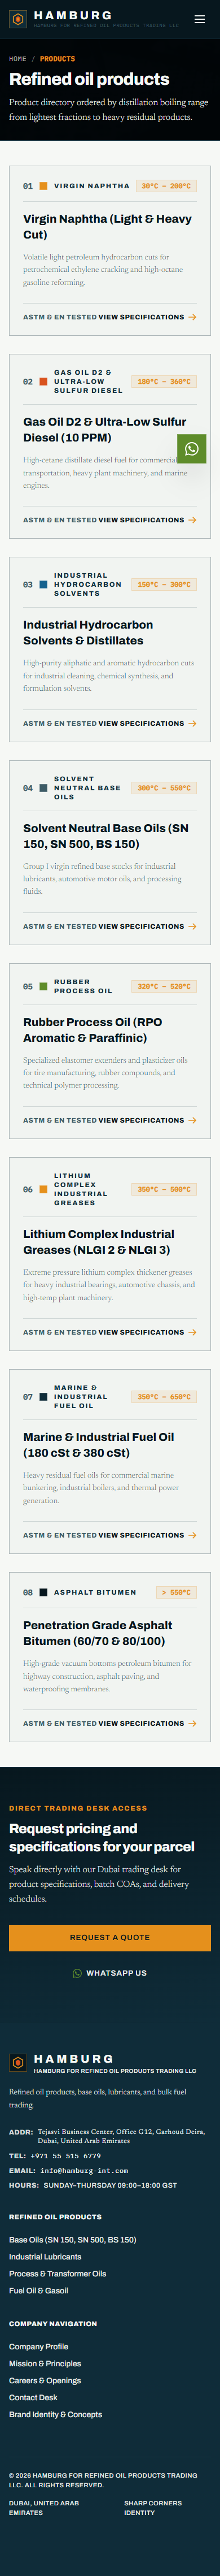 HAMBURG
HAMBURG FOR REFINED OIL PRODUCTS TRADING LLC
HOME / PRODUCTS
Refined oil products
Product directory ordered by distillation boiling range
from lightest fractions to heavy residual products.
01 VIRGIN NAPHTHA 30°C – 200°C
Virgin Naphtha (Light & Heavy
Cut)
Volatile light petroleum hydrocarbon cuts for
petrochemical ethylene cracking and high-octane
gasoline reforming.
ASTM & EN TESTED VIEW SPECIFICATIONS →
02 GAS OIL D2 &
ULTRA-LOW
SULFUR DIESEL
180°C – 360°C
Gas Oil D2 & Ultra-Low Sulfur
Diesel (10 PPM)
High-cetane distillate diesel fuel for commercial
transportation, heavy plant machinery, and marine
engines.
ASTM & EN TESTED VIEW SPECIFICATIONS →
03 INDUSTRIAL
HYDROCARBON
SOLVENTS
150°C – 300°C
Industrial Hydrocarbon
Solvents & Distillates
High-purity aliphatic and aromatic hydrocarbon cuts
for industrial cleaning, chemical synthesis, and
formulation solvents.
ASTM & EN TESTED VIEW SPECIFICATIONS →
04 SOLVENT
NEUTRAL BASE
OILS
300°C – 550°C
Solvent Neutral Base Oils (SN
150, SN 500, BS 150)
Group I virgin refined base stocks for industrial
lubricants, automotive motor oils, and processing
fluids.
ASTM & EN TESTED VIEW SPECIFICATIONS →
05 RUBBER
PROCESS OIL
320°C – 520°C
Rubber Process Oil (RPO
Aromatic & Paraffinic)
Specialized elastomer extenders and plasticizer oils
for tire manufacturing, rubber compounds, and
technical polymer processing.
ASTM & EN TESTED VIEW SPECIFICATIONS →
06 LITHIUM
COMPLEX
INDUSTRIAL
GREASES
350°C – 500°C
Lithium Complex Industrial
Greases (NLGI 2 & NLGI 3)
Extreme pressure lithium complex thickener greases
for heavy industrial bearings, automotive chassis, and
high-temp plant machinery.
ASTM & EN TESTED VIEW SPECIFICATIONS →
07 MARINE &
INDUSTRIAL
FUEL OIL
350°C – 650°C
Marine & Industrial Fuel Oil
(180 cSt & 380 cSt)
Heavy residual fuel oils for commercial marine
bunkering, industrial boilers, and thermal power
generation.
ASTM & EN TESTED VIEW SPECIFICATIONS →
08 ASPHALT BITUMEN > 550°C
Penetration Grade Asphalt
Bitumen (60/70 & 80/100)
High-grade vacuum bottoms petroleum bitumen for
highway construction, asphalt paving, and
waterproofing membranes.
ASTM & EN TESTED VIEW SPECIFICATIONS →
DIRECT TRADING DESK ACCESS
Request pricing and
specifications for your parcel
Speak directly with our Dubai trading desk for
product specifications, batch COAs, and delivery
schedules.
REQUEST A QUOTE
WHATSAPP US
HAMBURG
HAMBURG FOR REFINED OIL PRODUCTS TRADING LLC
Refined oil products, base oils, lubricants, and bulk fuel
trading.
ADDR: Tejasvi Business Center, Office G12, Garhoud Deira,
Dubai, United Arab Emirates
TEL: +971 55 515 6779
EMAIL: info@hamburg-int.com
HOURS: SUNDAY–THURSDAY 09:00–18:00 GST
REFINED OIL PRODUCTS
Base Oils (SN 150, SN 500, BS 150)
Industrial Lubricants
Process & Transformer Oils
Fuel Oil & Gasoil
COMPANY NAVIGATION
Company Profile
Mission & Principles
Careers & Openings
Contact Desk
Brand Identity & Concepts
© 2026 HAMBURG FOR REFINED OIL PRODUCTS TRADING
LLC. ALL RIGHTS RESERVED.
DUBAI, UNITED ARAB
EMIRATES
SHARP CORNERS
IDENTITY